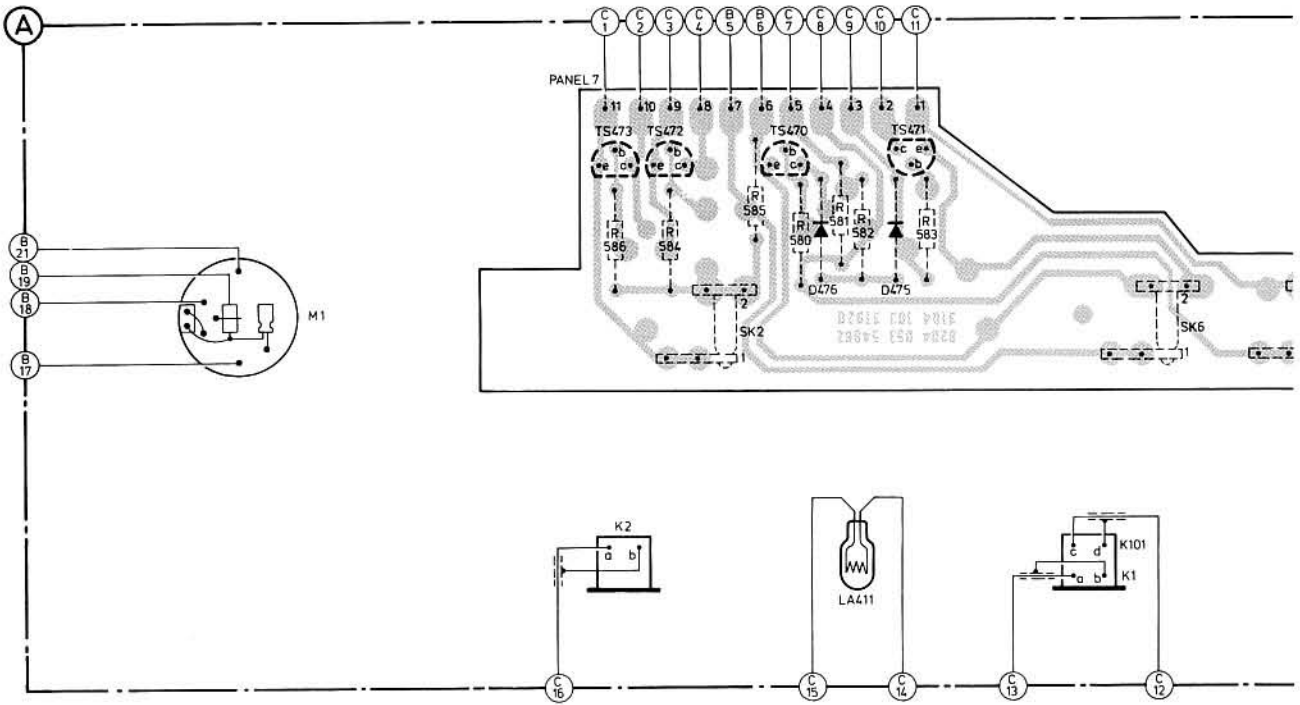 A
C 1 C 2 C 3 C 4 B 5 B 6 C 7 C 8 C 9 C 10 C 11
PANEL 7
11 10 9 8 7 6 5 4 3 2 1
TS473 TS472 TS470 TS471
b b b c e
e c e c e c b
R 586
R 584
R 585
R 580
R 581
R 582
R 583
D476 D475
B 21
B 19
B 18
B 17
M1
2
SK2
1
2
SK6
1
K2
a b
LA411
c d K101
a b K1
C 16 C 15 C 14 C 13 C 12